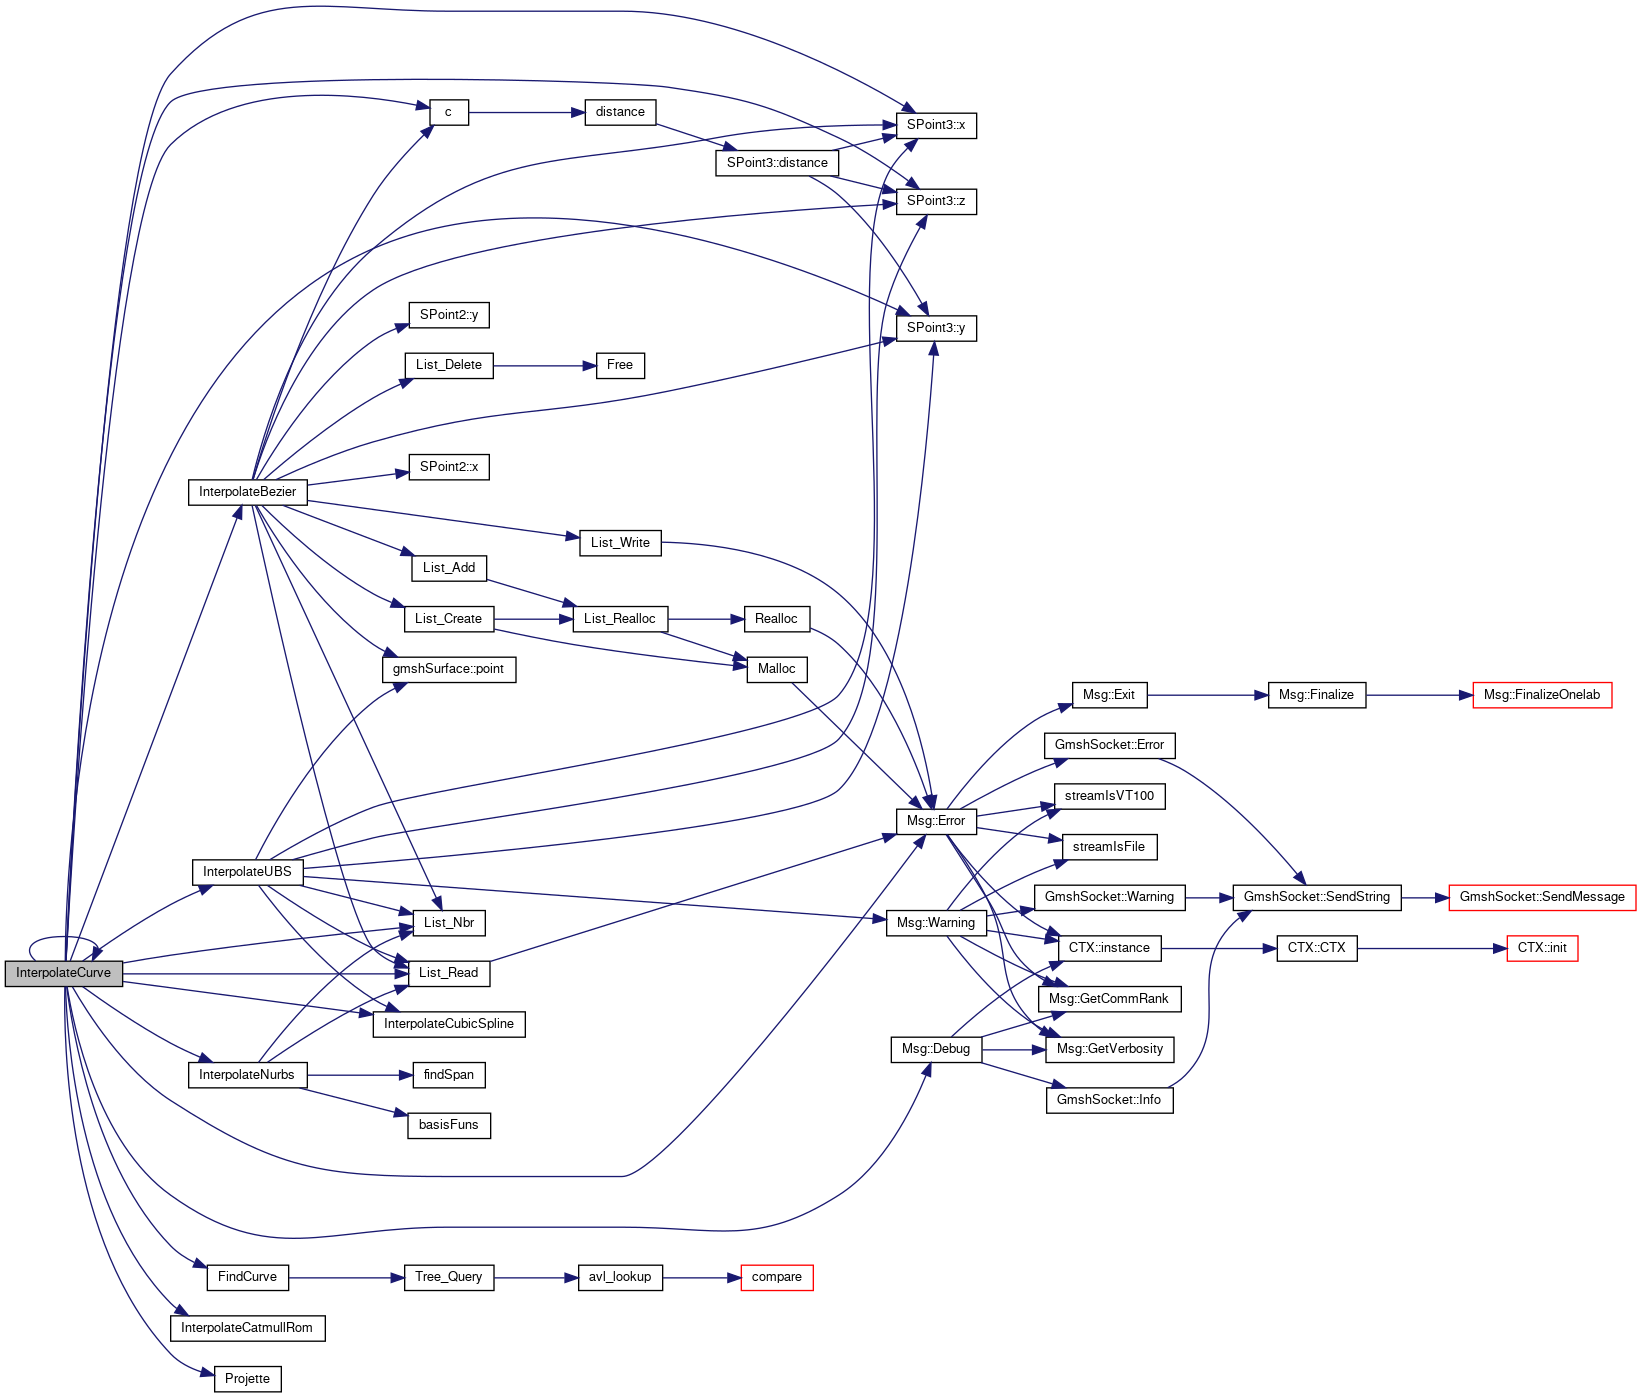 c
distance
SPoint3::x
SPoint3::distance
SPoint3::z
SPoint2::y
SPoint3::y
List_Delete
Free
SPoint2::x
InterpolateBezier
List_Write
List_Add
List_Create
List_Realloc
Realloc
gmshSurface::point
Malloc
Msg::Exit
Msg::Finalize
Msg::FinalizeOnelab
GmshSocket::Error
streamIsVT100
Msg::Error
streamIsFile
InterpolateUBS
GmshSocket::Warning
GmshSocket::SendString
GmshSocket::SendMessage
List_Nbr
Msg::Warning
CTX::instance
CTX::CTX
CTX::init
InterpolateCurve
List_Read
Msg::GetCommRank
InterpolateCubicSpline
Msg::Debug
Msg::GetVerbosity
InterpolateNurbs
findSpan
GmshSocket::Info
basisFuns
FindCurve
Tree_Query
avl_lookup
compare
InterpolateCatmullRom
Projette